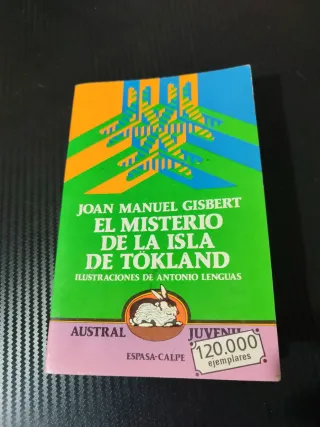 JOAN MANUEL GISBERT
EL MISTERIO
DE LA ISLA
DE TÖKLAND
ILUSTRACIONES DE ANTONIO LENGUAS
AUSTRAL JUVENIL
ESPASA-CALPE
120.000
ejemplares